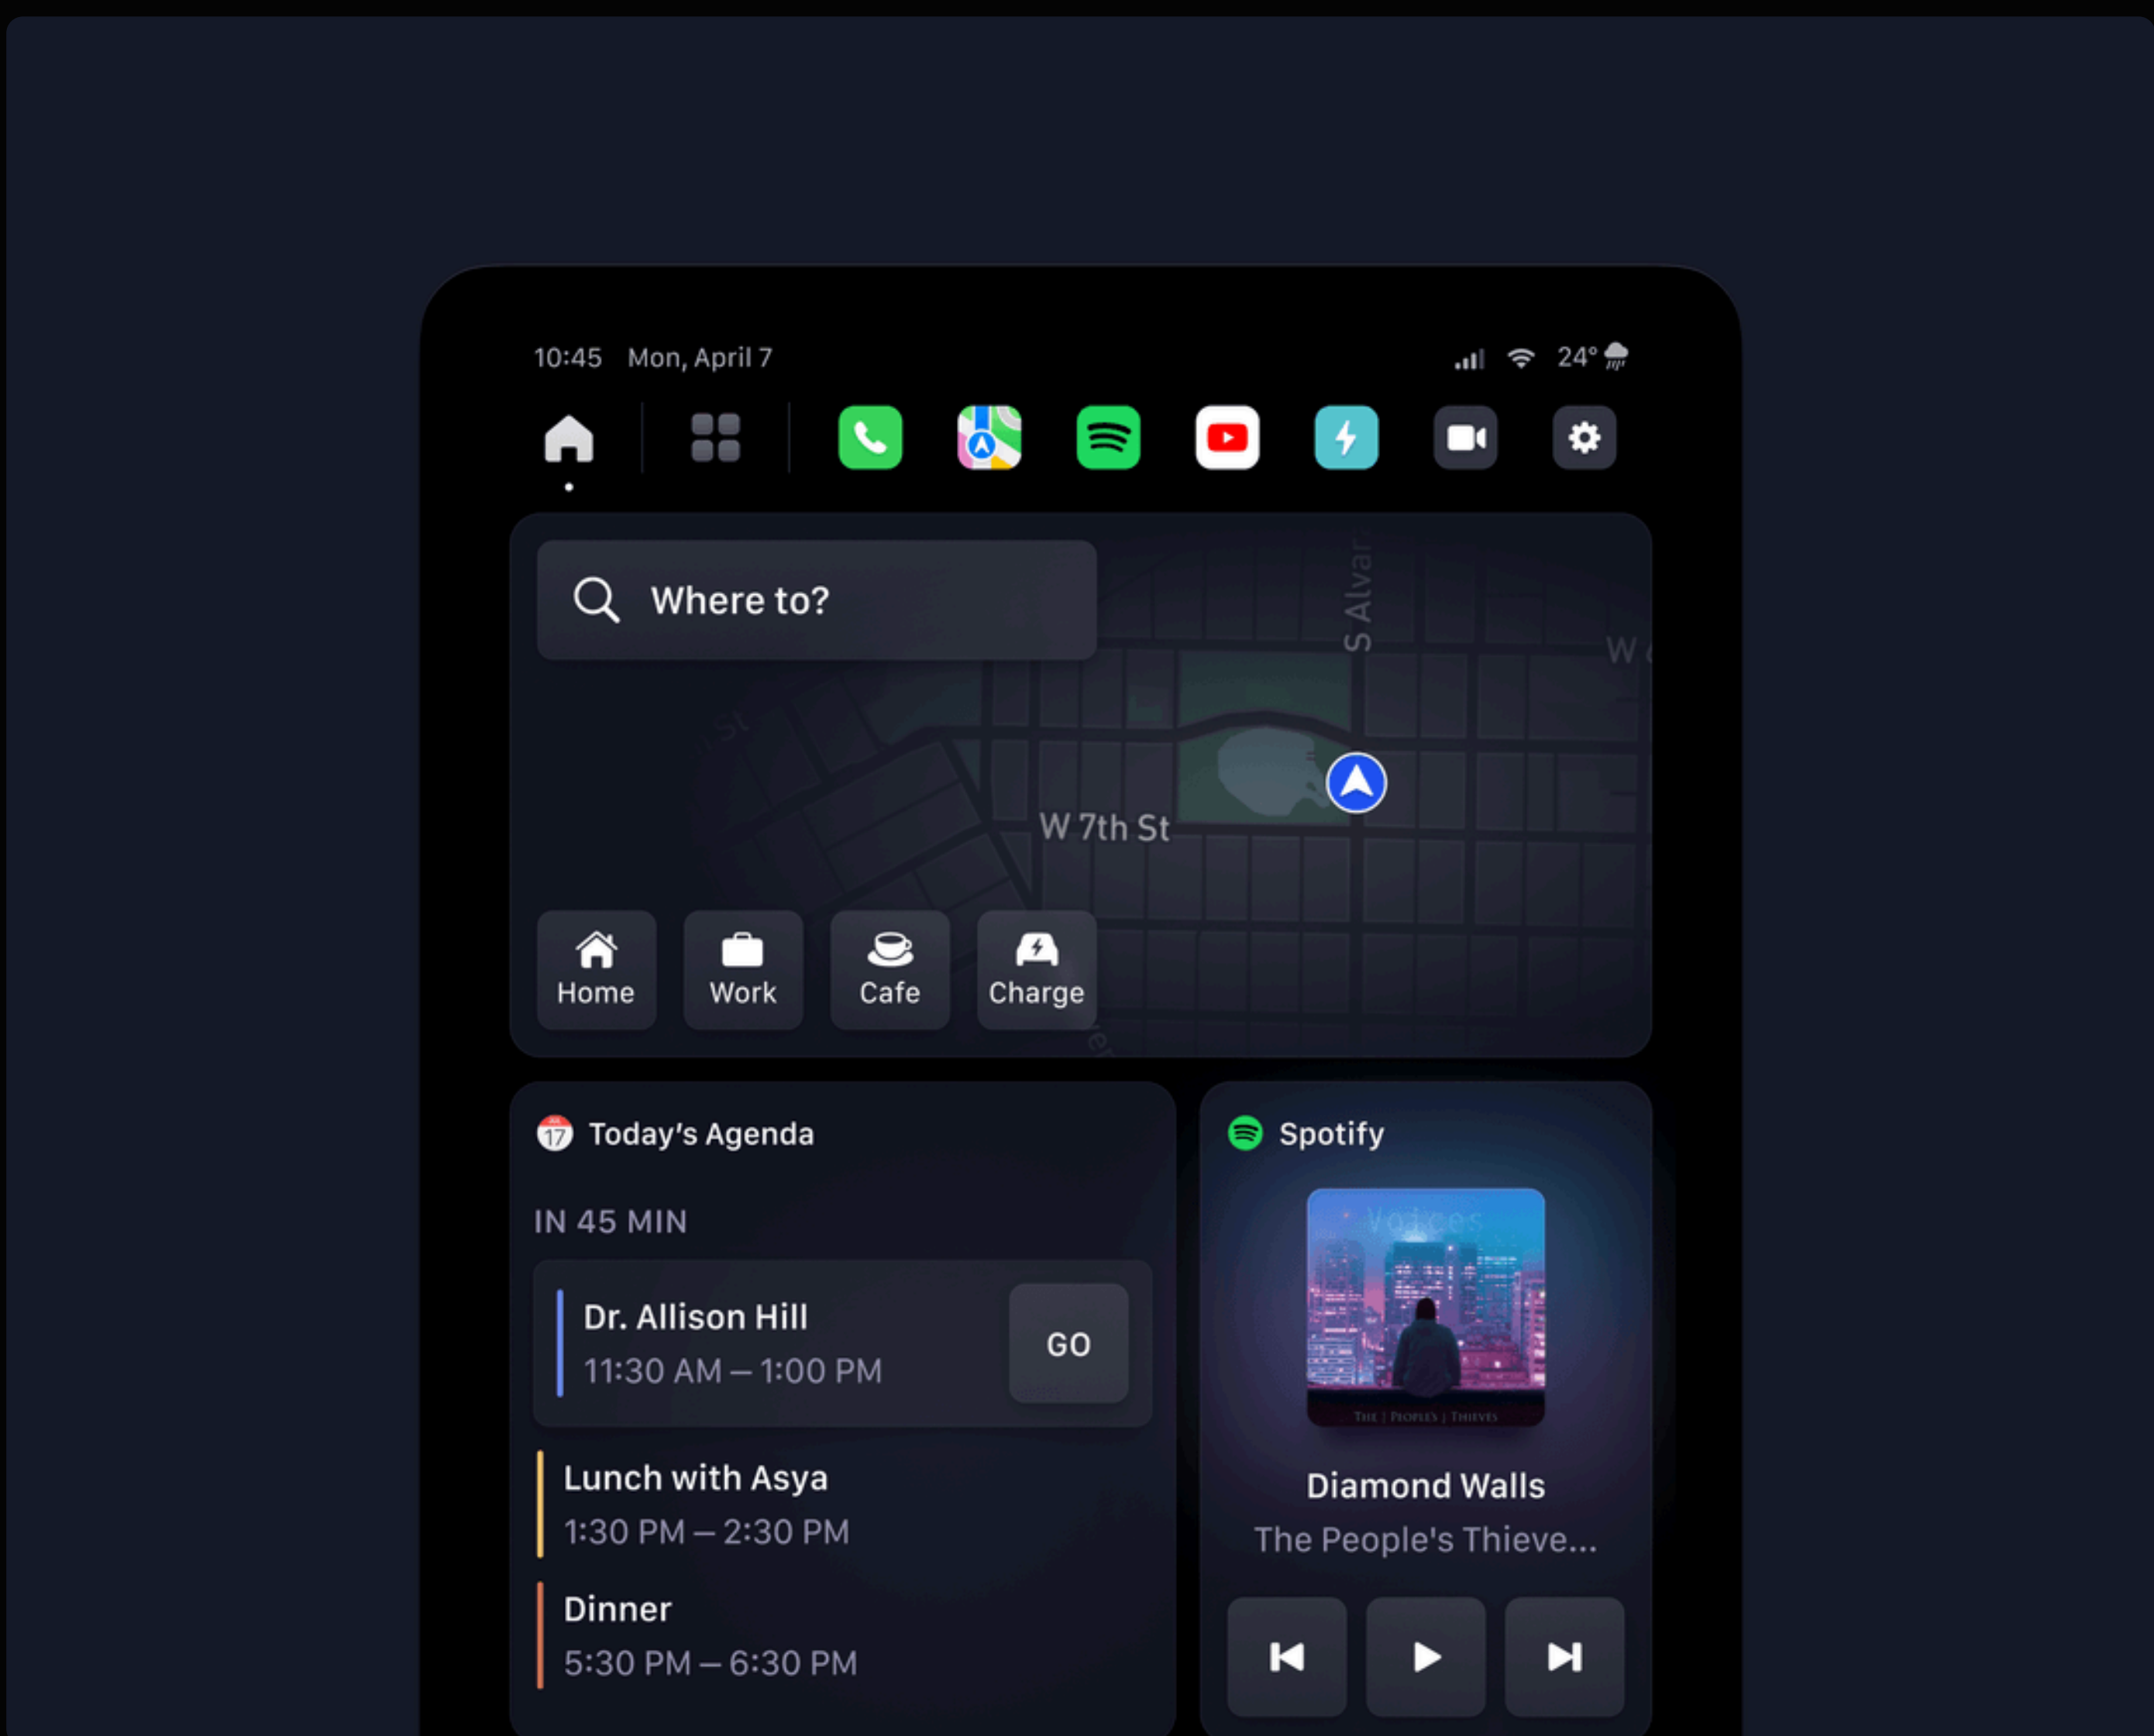 10:45 Mon, April 7
24°
Where to?
S Alvar
W
St
W 7th St
Home Work Cafe Charge
Today’s Agenda
17
IN 45 MIN
Dr. Allison Hill
11:30 AM – 1:00 PM
GO
Lunch with Asya
1:30 PM – 2:30 PM
Dinner
5:30 PM – 6:30 PM
Spotify
Voices
THE | PEOPLE'S | THIEVES
Diamond Walls
The People's Thieve...